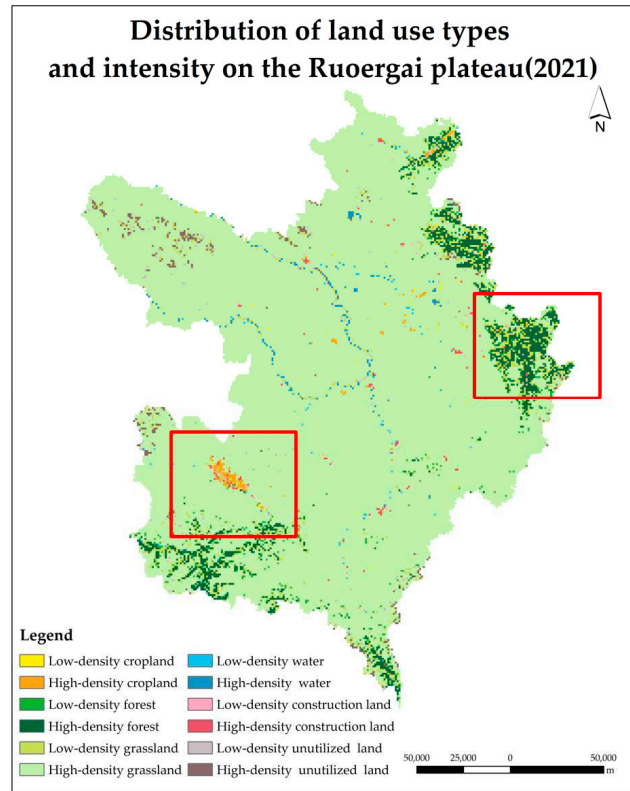 Distribution of land use types
and intensity on the Ruoergai plateau(2021)
N
Legend
Low-density cropland
High-density cropland
Low-density forest
High-density forest
Low-density grassland
High-density grassland
Low-density water
High-density water
Low-density construction land
High-density construction land
Low-density unutilized land
High-density unutilized land
50,000 25,000 0 50,000
m